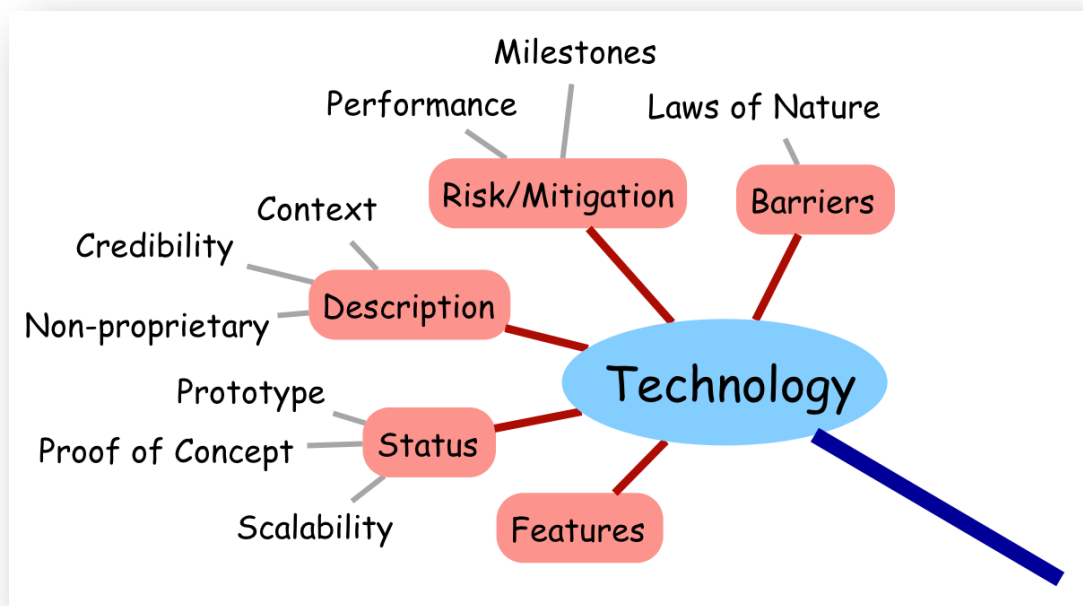 Milestones
Performance
Laws of Nature
Risk/Mitigation
Barriers
Context
Credibility
Description
Non-proprietary
Technology
Prototype
Status
Proof of Concept
Scalability
Features